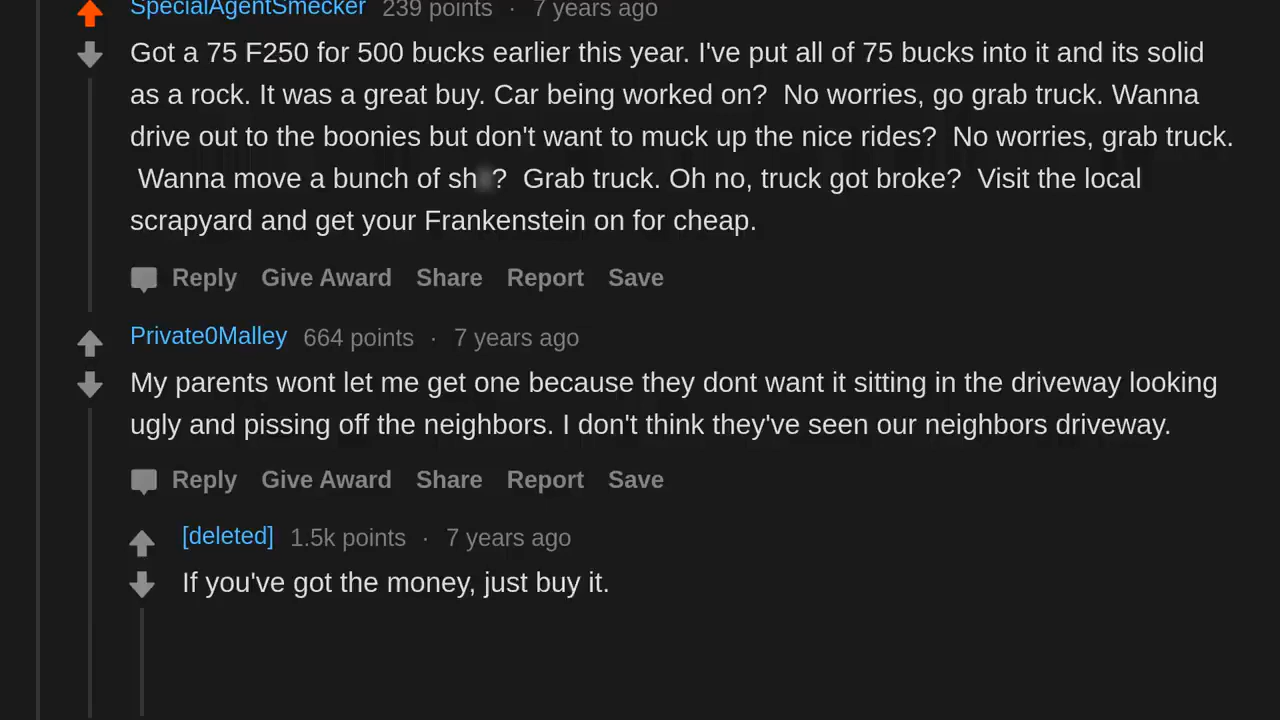 SpecialAgentSmecker 239 points · 7 years ago
Got a 75 F250 for 500 bucks earlier this year. I've put all of 75 bucks into it and its solid
as a rock. It was a great buy. Car being worked on?  No worries, go grab truck. Wanna
drive out to the boonies but don't want to muck up the nice rides?  No worries, grab truck.
Wanna move a bunch of sh ?  Grab truck. Oh no, truck got broke?  Visit the local
scrapyard and get your Frankenstein on for cheap.
Reply Give Award Share Report Save
Private0Malley 664 points · 7 years ago
My parents wont let me get one because they dont want it sitting in the driveway looking
ugly and pissing off the neighbors. I don't think they've seen our neighbors driveway.
Reply Give Award Share Report Save
[deleted] 1.5k points · 7 years ago
If you've got the money, just buy it.